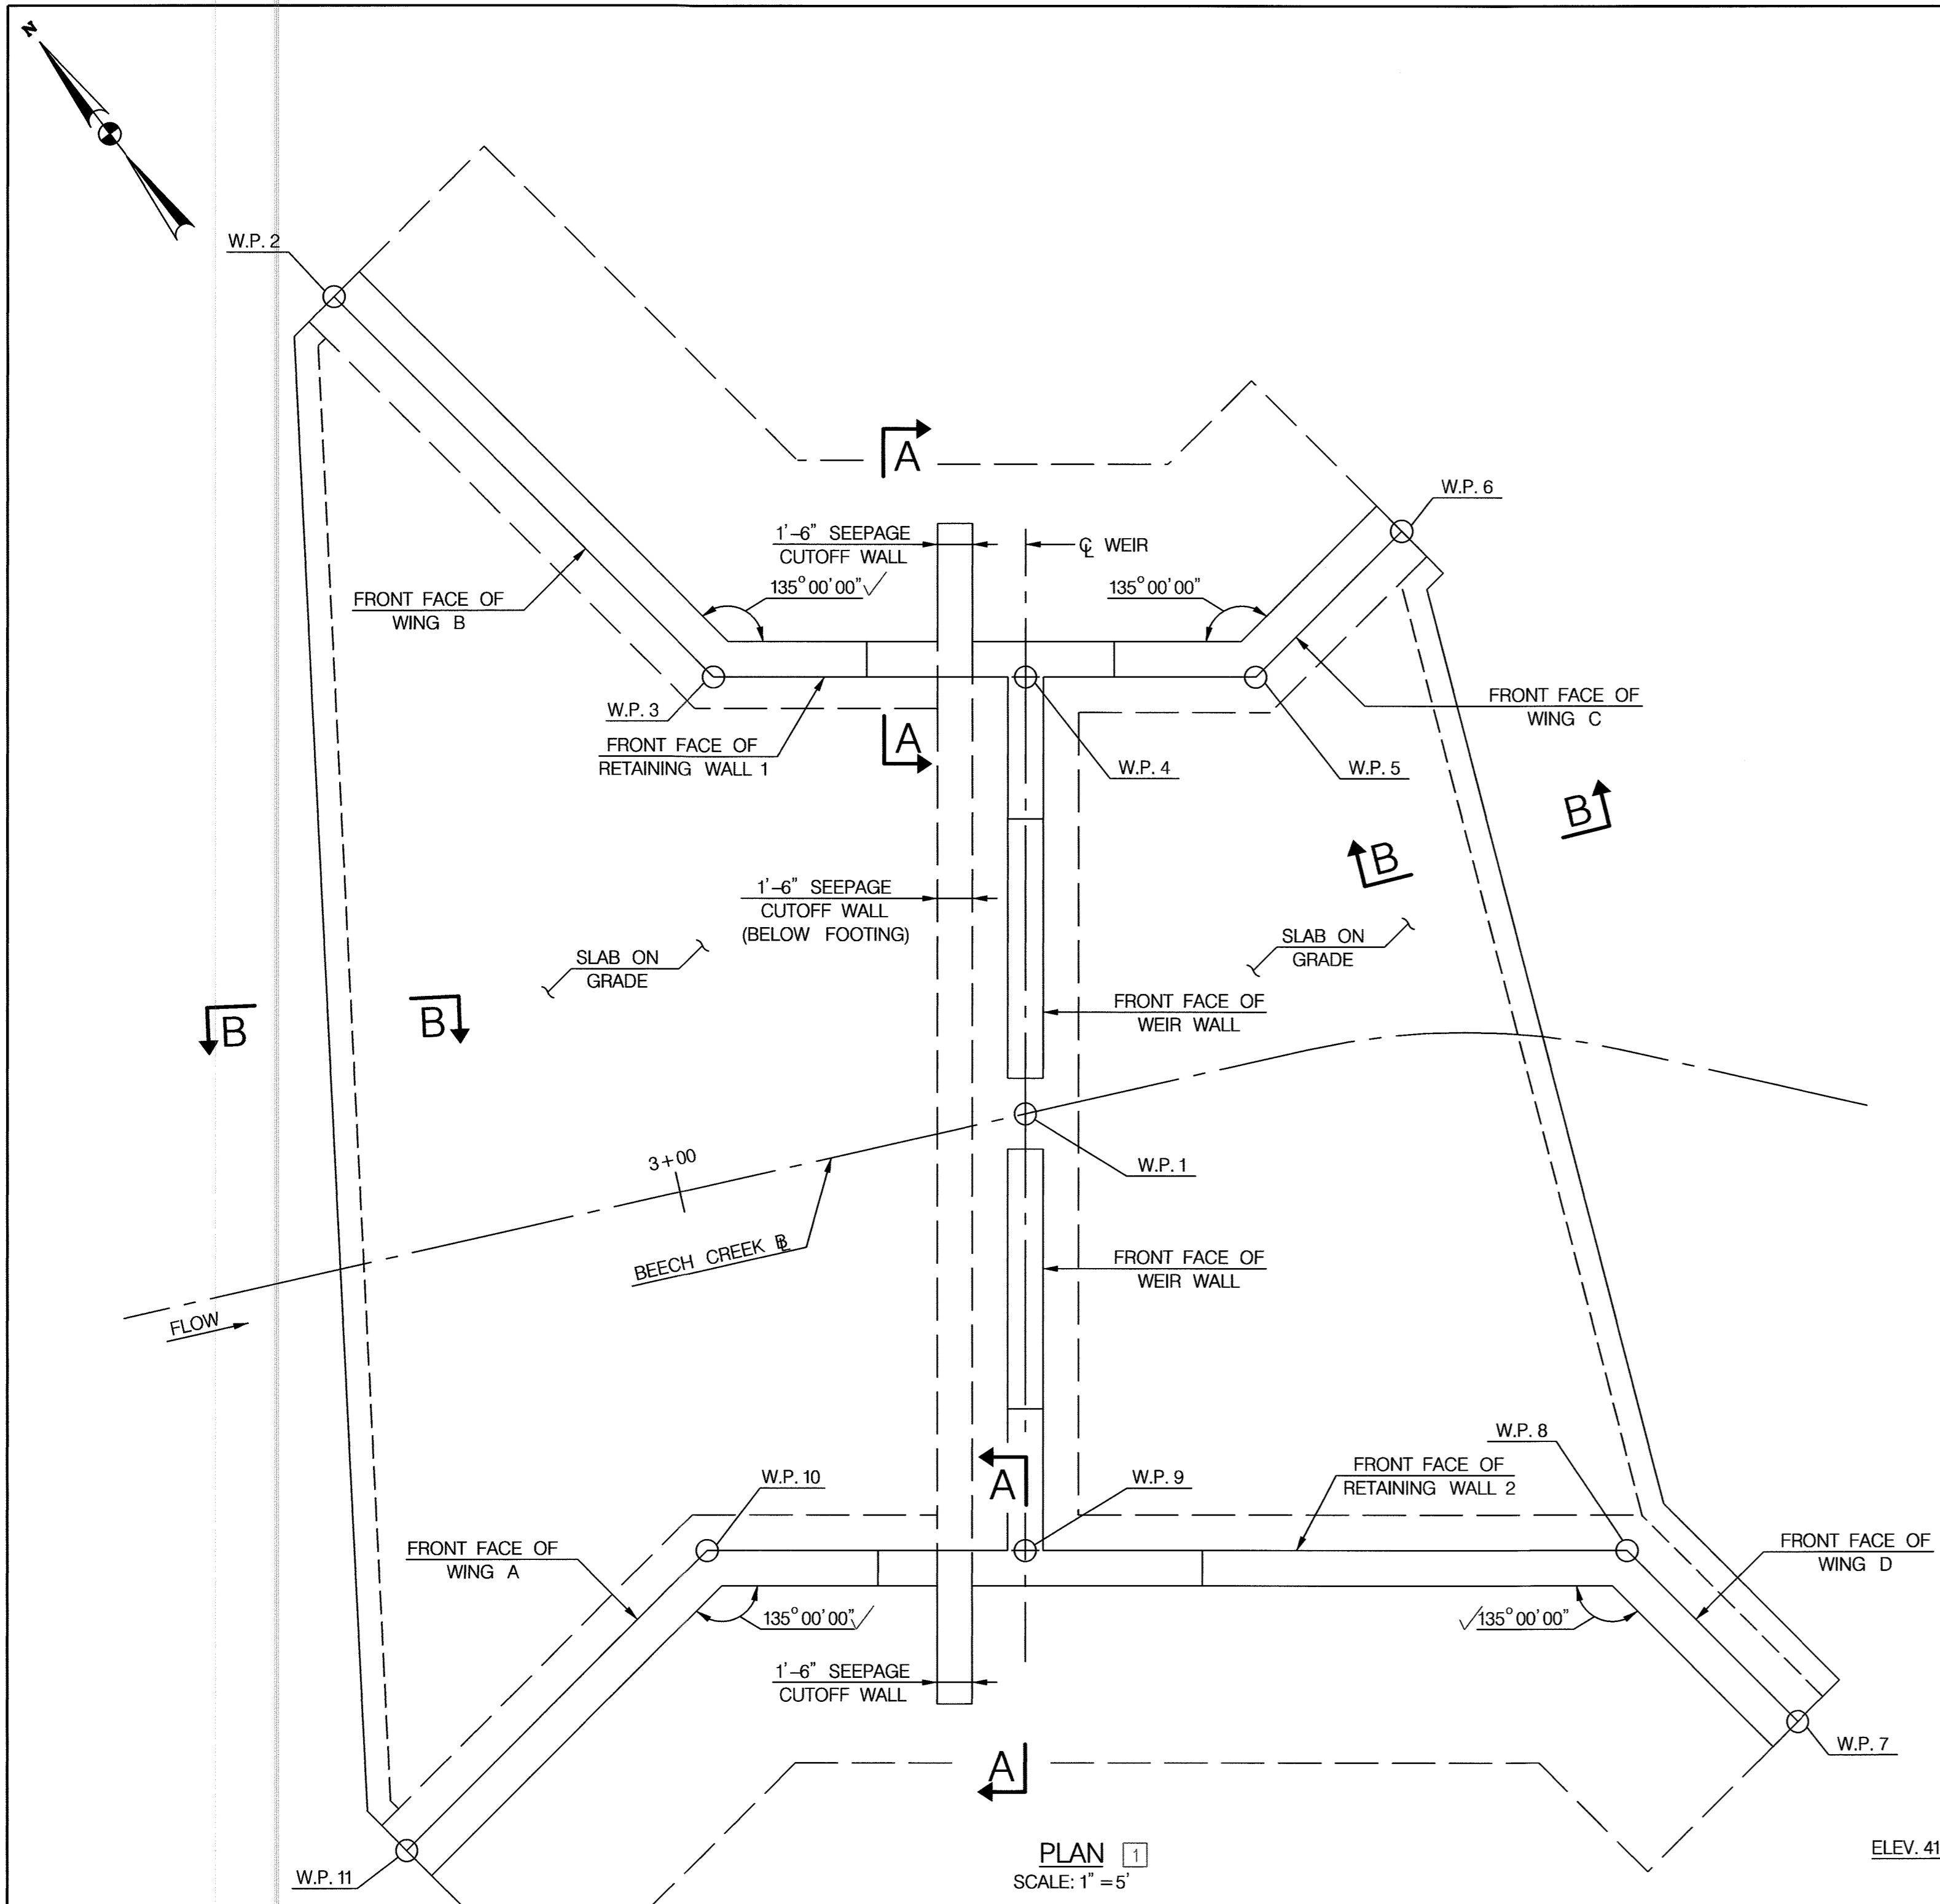 N
W.P. 2
A
W.P. 6
1'-6" SEEPAGE
CUTOFF WALL
℄ WEIR
135°00'00"√
135°00'00"
FRONT FACE OF
WING B
FRONT FACE OF
WING C
W.P. 3
FRONT FACE OF
RETAINING WALL 1
A
W.P. 4
W.P. 5
B
B
1'-6" SEEPAGE
CUTOFF WALL
(BELOW FOOTING)
SLAB ON
GRADE
SLAB ON
GRADE
FRONT FACE OF
WEIR WALL
B
B
3+00
W.P. 1
BEECH CREEK BL
FRONT FACE OF
WEIR WALL
FLOW
W.P. 8
W.P. 10
A
W.P. 9
FRONT FACE OF
RETAINING WALL 2
FRONT FACE OF
WING A
FRONT FACE OF
WING D
135°00'00"√
√135°00'00"
1'-6" SEEPAGE
CUTOFF WALL
W.P. 7
A
W.P. 11
PLAN 1
SCALE: 1" = 5'
ELEV. 41